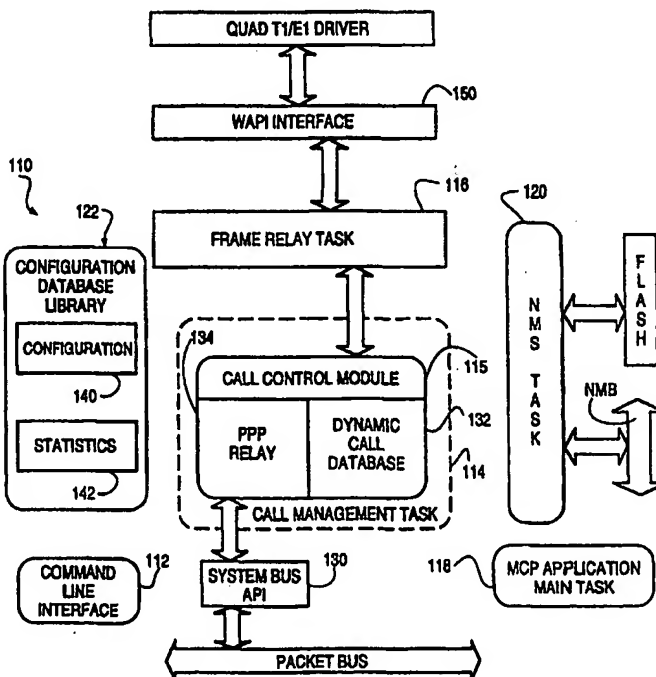 QUAD T1/E1 DRIVER
150
WAPI INTERFACE
110
116
120
122
FRAME RELAY TASK
CONFIGURATION
DATABASE
LIBRARY
CONFIGURATION
140
STATISTICS
142
134
CALL CONTROL MODULE
115
PPP
RELAY
DYNAMIC
CALL
DATABASE
132
114
CALL MANAGEMENT TASK
NMS TASK
FLASH
NMB
COMMAND
LINE
INTERFACE
112
SYSTEM BUS
API
130
118
MCP APPLICATION
MAIN TASK
PACKET BUS